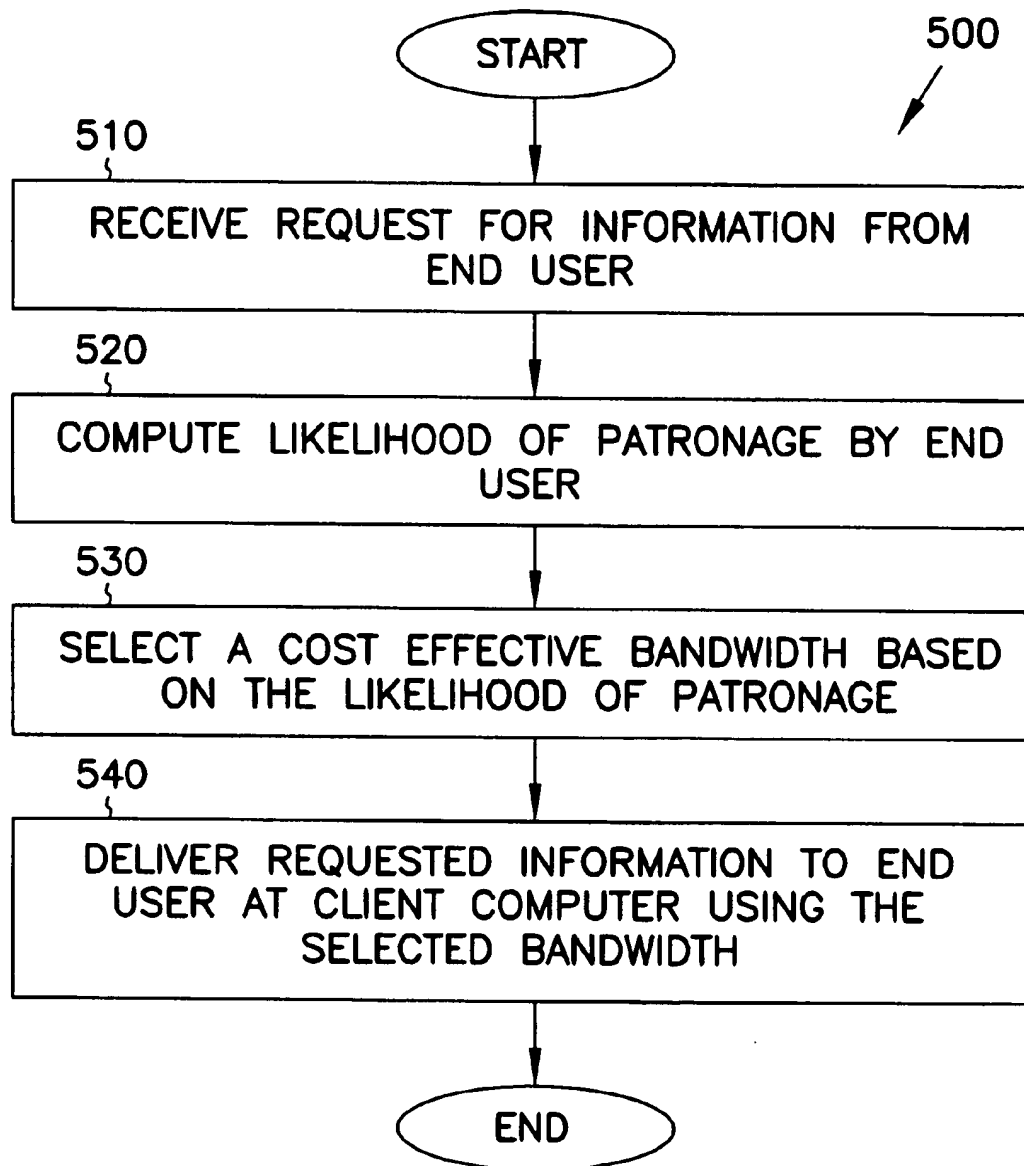 START
500
510
RECEIVE REQUEST FOR INFORMATION FROM
END USER
520
COMPUTE LIKELIHOOD OF PATRONAGE BY END
USER
530
SELECT A COST EFFECTIVE BANDWIDTH BASED
ON THE LIKELIHOOD OF PATRONAGE
540
DELIVER REQUESTED INFORMATION TO END
USER AT CLIENT COMPUTER USING THE
SELECTED BANDWIDTH
END